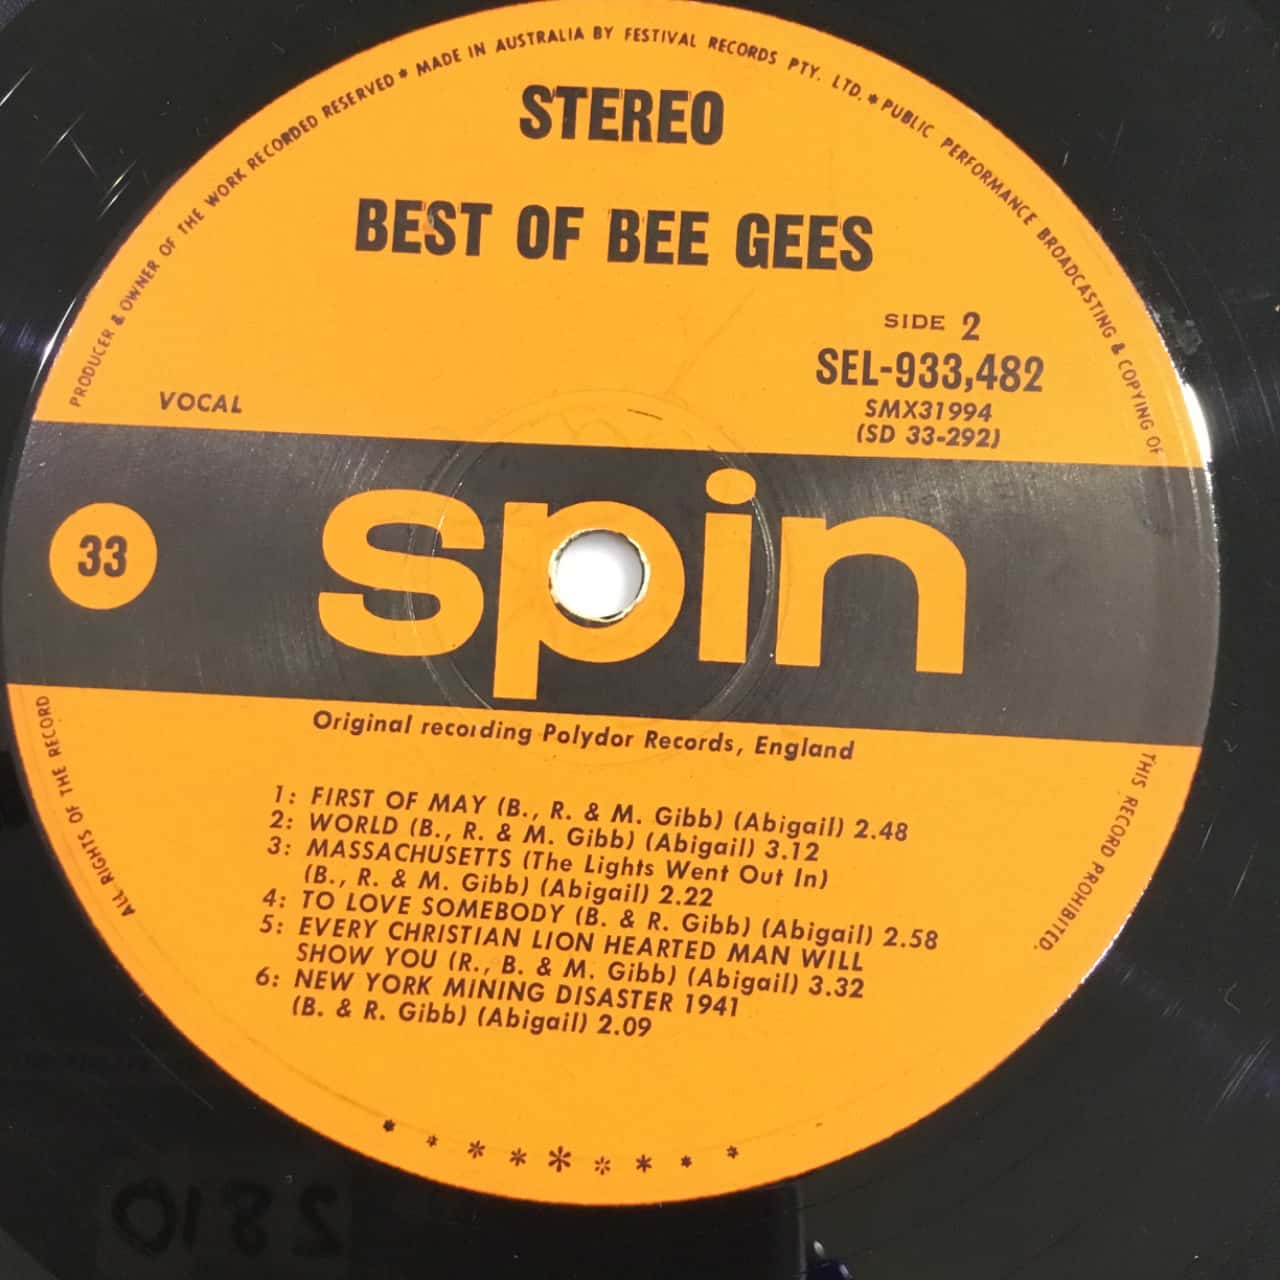 PRODUCER & OWNER OF THE WORK RECORDED RESERVED * MADE IN AUSTRALIA BY FESTIVAL RECORDS PTY. LTD. * PUBLIC PERFORMANCE BROADCASTING & COPYING OF
STEREO
BEST OF BEE GEES
SIDE 2
SEL-933,482
VOCAL
SMX31994
(SD 33-292)
33
spin
Original recording Polydor Records, England
1: FIRST OF MAY (B., R. & M. Gibb) (Abigail) 2.48
2: WORLD (B., R. & M. Gibb) (Abigail) 3.12
3: MASSACHUSETTS (The Lights Went Out In)
(B., R. & M. Gibb) (Abigail) 2.22
4: TO LOVE SOMEBODY (B. & R. Gibb) (Abigail) 2.58
5: EVERY CHRISTIAN LION HEARTED MAN WILL
SHOW YOU (R., B. & M. Gibb) (Abigail) 3.32
6: NEW YORK MINING DISASTER 1941
(B. & R. Gibb) (Abigail) 2.09
ALL RIGHTS OF THE RECORD
THIS RECORD PROHIBITED.